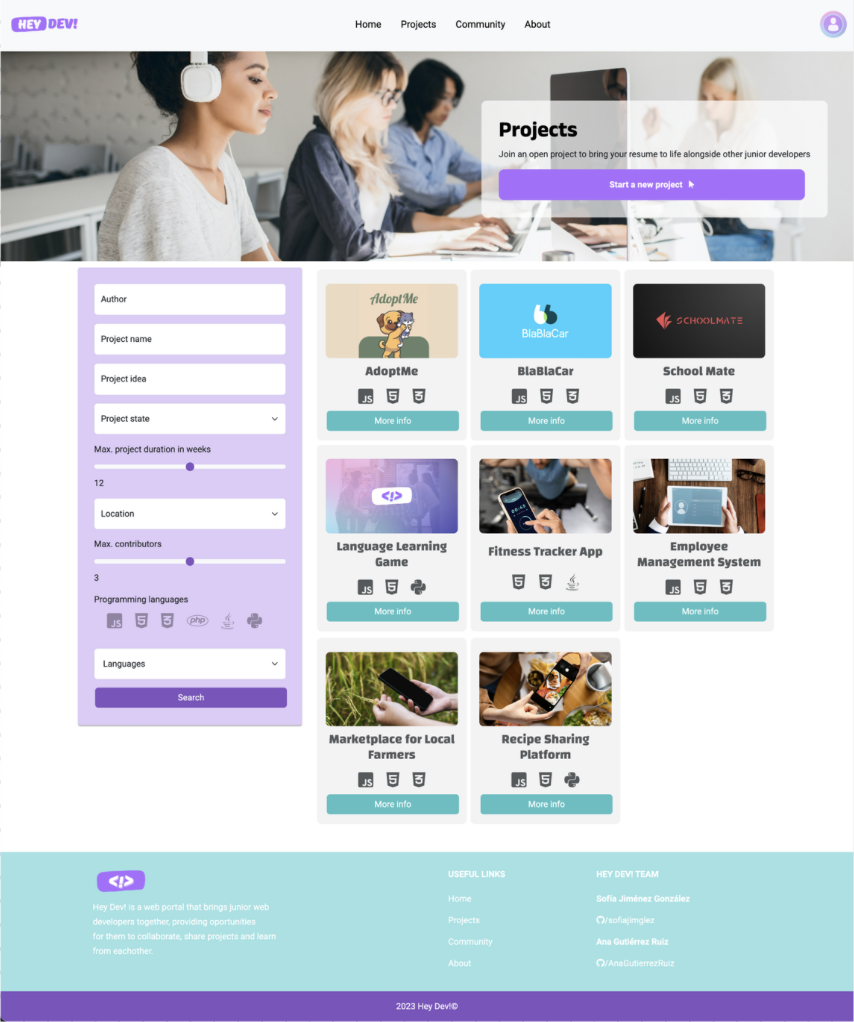 HEY DEV!
Home Projects Community About
Projects
Join an open project to bring your resume to life alongside other junior developers
Start a new project
Author
Project name
Project idea
Project state
Max. project duration in weeks
12
Location
Max. contributors
3
Programming languages
JS php
Languages
Search
AdoptMe
AdoptMe
JS
More info
BlaBlaCar
BlaBlaCar
JS
More info
SCHOOLMATE
School Mate
JS
More info
</>
Language Learning
Game
JS
More info
Fitness Tracker App
More info
Employee
Management System
JS
More info
Marketplace for Local
Farmers
JS
More info
Recipe Sharing
Platform
JS
More info
<!>
Hey Dev! is a web portal that brings junior web
developers together, providing oportunities
for them to collaborate, share projects and learn
from eachother.
USEFUL LINKS
Home
Projects
Community
About
HEY DEV! TEAM
Sofía Jiménez González
/sofiajimglez
Ana Gutiérrez Ruiz
/AnaGutierrezRuiz
2023 Hey Dev!©